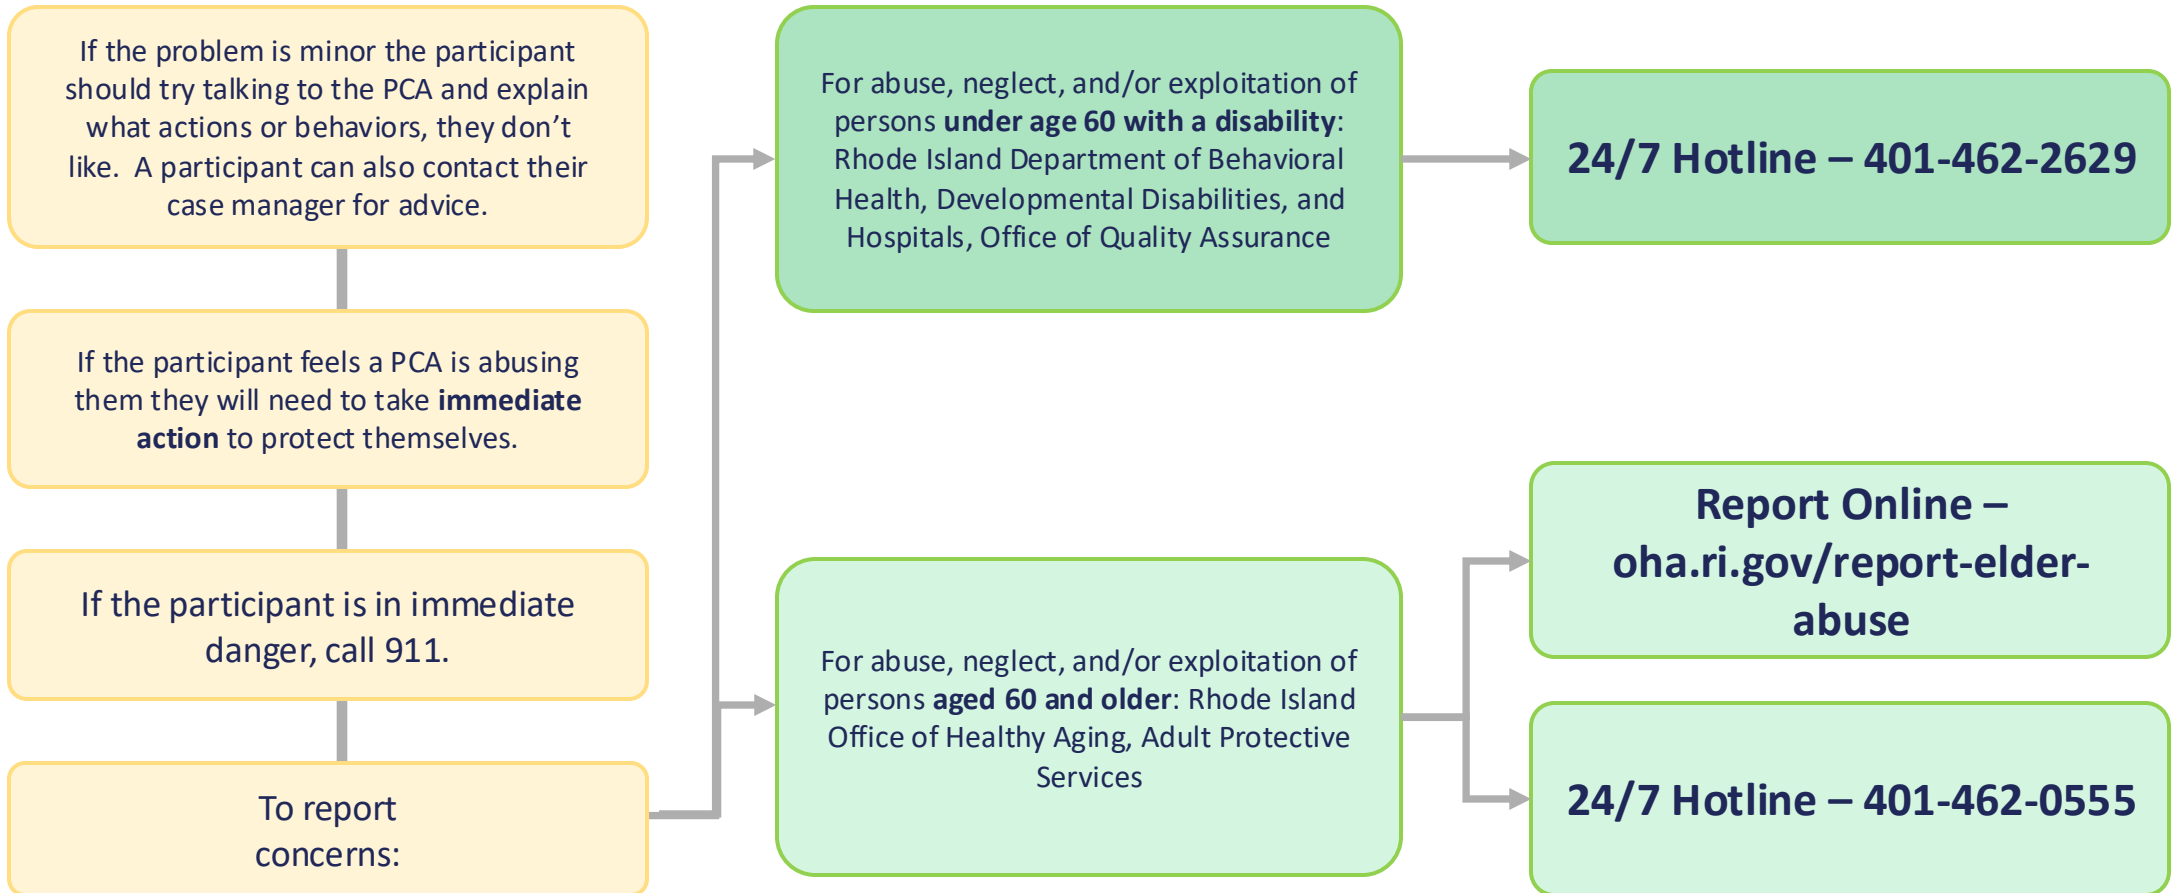 If the problem is minor the participant
should try talking to the PCA and explain
what actions or behaviors, they don’t
like.  A participant can also contact their
case manager for advice.
If the participant feels a PCA is abusing
them they will need to take immediate
action to protect themselves.
If the participant is in immediate
danger, call 911.
To report
concerns:
For abuse, neglect, and/or exploitation of
persons under age 60 with a disability:
Rhode Island Department of Behavioral
Health, Developmental Disabilities, and
Hospitals, Office of Quality Assurance
24/7 Hotline – 401-462-2629
For abuse, neglect, and/or exploitation of
persons aged 60 and older: Rhode Island
Office of Healthy Aging, Adult Protective
Services
Report Online –
oha.ri.gov/report-elder-
abuse
24/7 Hotline – 401-462-0555